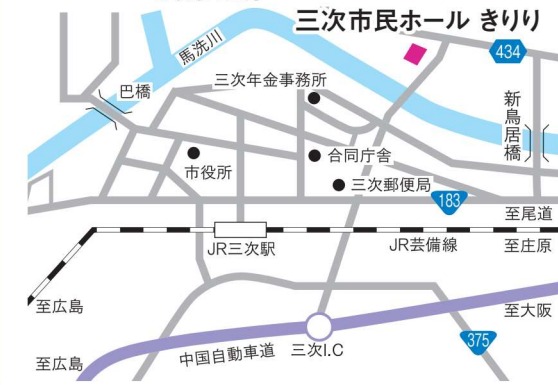 三次市民ホール きりり
434
馬洗川
三次年金事務所
巴橋
新鳥居橋
合同庁舎
市役所
三次郵便局
183
至尾道
JR三次駅
JR芸備線
至庄原
至広島
至大阪
375
中国自動車道
三次I.C
至広島